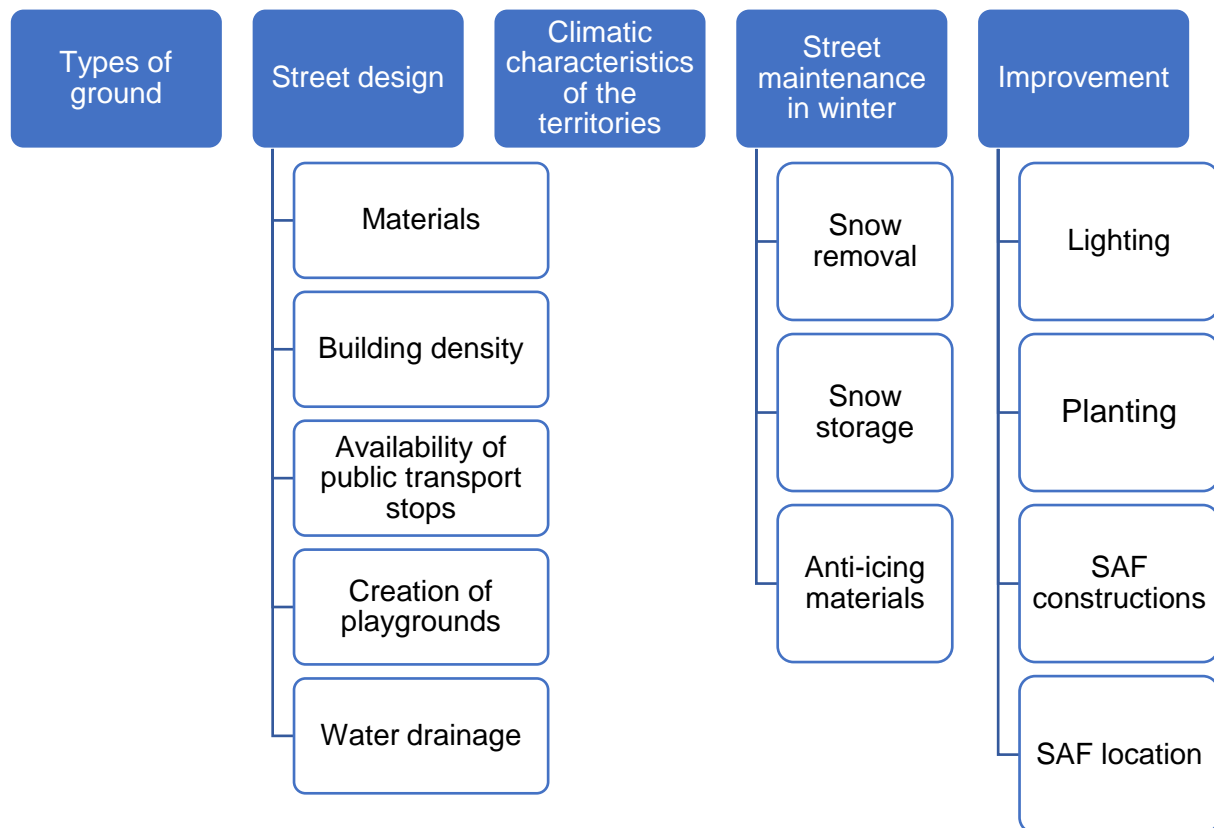 Types of
ground
Street design
Climatic
characteristics
of the
territories
Street
maintenance
in winter
Improvement
Materials
Building density
Availability of
public transport
stops
Creation of
playgrounds
Water drainage
Snow
removal
Snow
storage
Anti-icing
materials
Lighting
Planting
SAF
constructions
SAF location